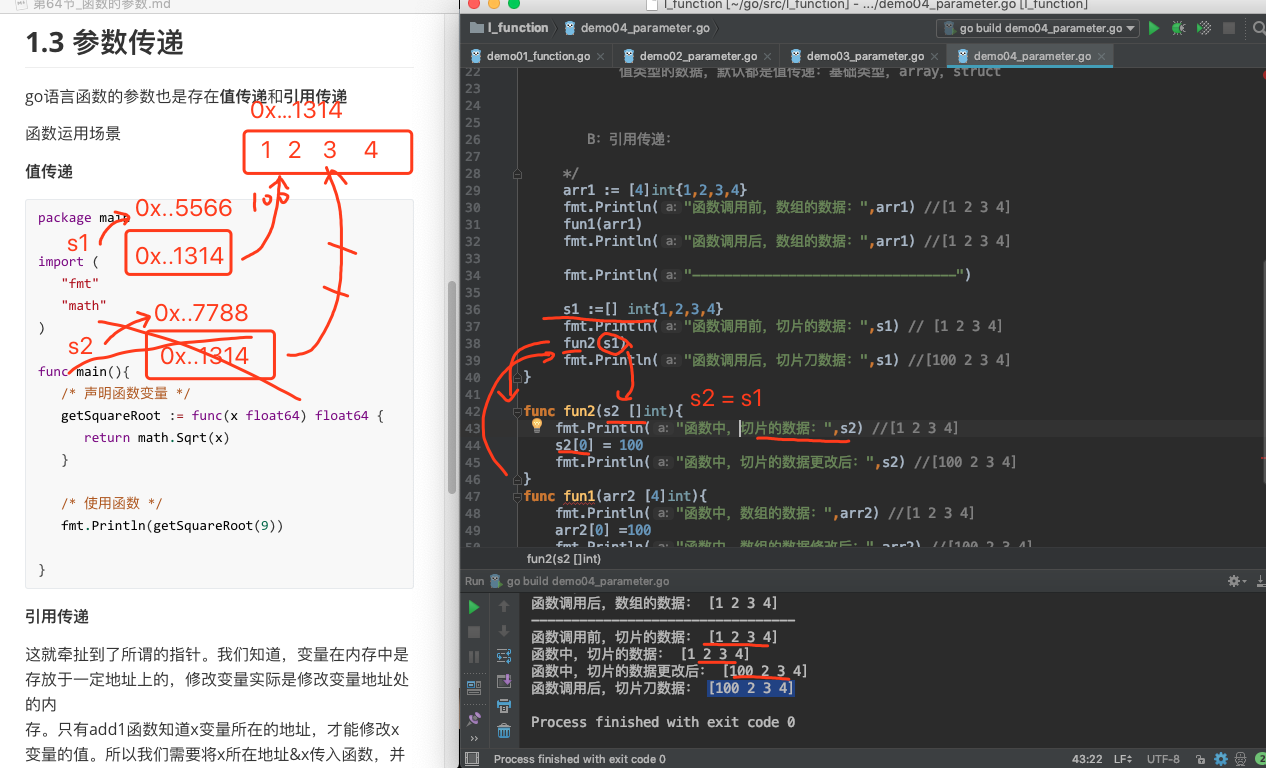 第64节_函数的参数.md
1.3 参数传递
go语言函数的参数也是存在值传递和引用传递
0x...1314
函数运用场景
1 2 3 4
值传递
100
0x..5566
package main
s1
0x..1314
import (
"fmt"
0x..7788
"math"
)
s2
0x..1314
func main(){
/* 声明函数变量 */
getSquareRoot := func(x float64) float64 {
return math.Sqrt(x)
}
/* 使用函数 */
fmt.Println(getSquareRoot(9))
}
引用传递
这就牵扯到了所谓的指针。我们知道，变量在内存中是
存放于一定地址上的，修改变量实际是修改变量地址处
的内
存。只有add1函数知道x变量所在的地址，才能修改x
变量的值。所以我们需要将x所在地址&x传入函数，并
l_function [~/go/src/l_function] - .../demo04_parameter.go [l_function]
l_function demo04_parameter.go go build demo04_parameter.go
demo01_function.go demo02_parameter.go demo03_parameter.go demo04_parameter.go
22 值类型的数据，默认都是值传递：基础类型，array，struct
23
24
25
26 B：引用传递：
27
28 */
29 arr1 := [4]int{1,2,3,4}
30 fmt.Println( a: "函数调用前，数组的数据：",arr1) //[1 2 3 4]
31 fun1(arr1)
32 fmt.Println( a: "函数调用后，数组的数据：",arr1) //[1 2 3 4]
33
34 fmt.Println( a: "---------------------------------")
35
36 s1 :=[] int{1,2,3,4}
37 fmt.Println( a: "函数调用前，切片的数据：",s1) // [1 2 3 4]
38 fun2(s1)
39 fmt.Println( a: "函数调用后，切片刀数据：",s1) //[100 2 3 4]
40 }
41
s2 = s1
42 func fun2(s2 []int){
43 fmt.Println( a: "函数中，切片的数据：",s2) //[1 2 3 4]
44 s2[0] = 100
45 fmt.Println( a: "函数中，切片的数据更改后：",s2) //[100 2 3 4]
46 }
47 func fun1(arr2 [4]int){
48 fmt.Println( a: "函数中，数组的数据：",arr2) //[1 2 3 4]
49 arr2[0] =100
50 fmt.Println( a: "函数中，数组的数据修改后：",arr2) //[100 2 3 4]
fun2(s2 []int)
Run go build demo04_parameter.go
函数调用后，数组的数据： [1 2 3 4]
---------------------------------
函数调用前，切片的数据： [1 2 3 4]
函数中，切片的数据： [1 2 3 4]
函数中，切片的数据更改后： [100 2 3 4]
函数调用后，切片刀数据： [100 2 3 4]
Process finished with exit code 0
Process finished with exit code 0 43:22 LF UTF-8 2